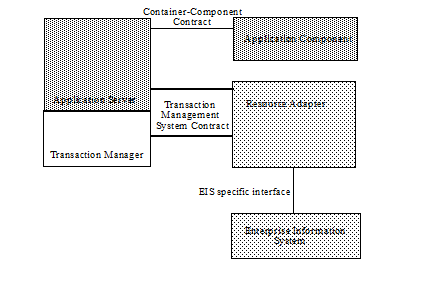 Container-Component
Contract
Application Component
Application Server
Transaction
Management
System Contract
Resource Adapter
Transaction Manager
EIS specific interface
Enterprise Information
System